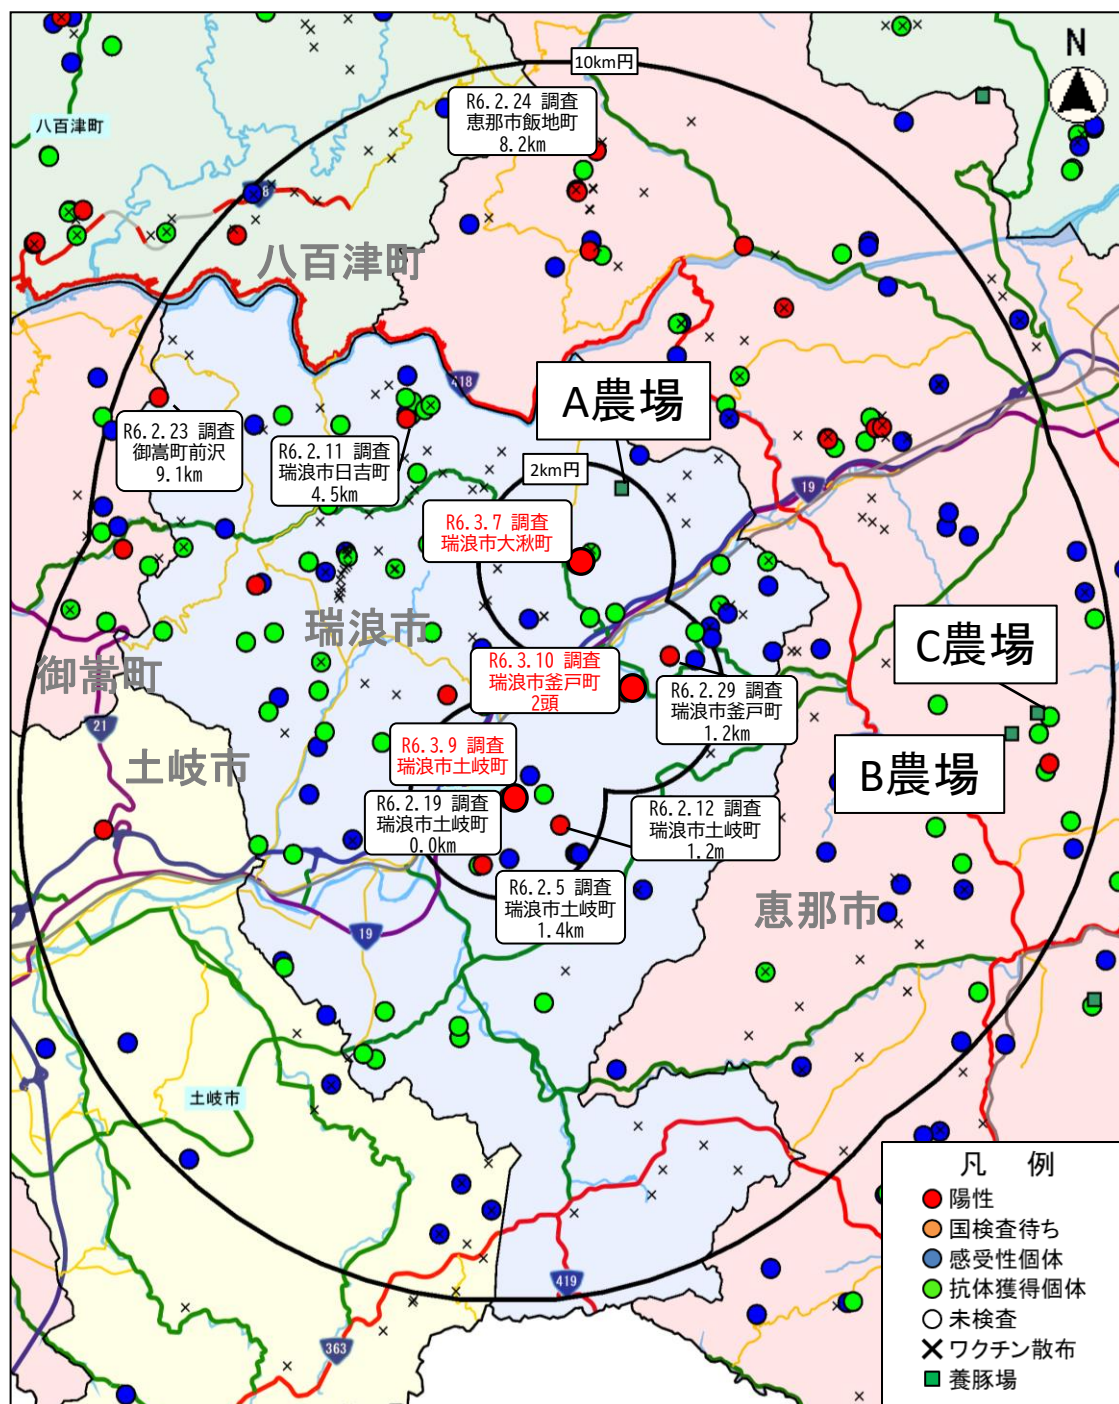 10km円
N
R6.2.24 調査
恵那市飯地町
8.2km
八百津町
八百津町
418
A農場
R6.2.23 調査
御嵩町前沢
9.1km
R6.2.11 調査
瑞浪市日吉町
4.5km
2km円
19
R6.3.7 調査
瑞浪市大湫町
瑞浪市
C農場
御嵩町
R6.3.10 調査
瑞浪市釜戸町
2頭
R6.2.29 調査
瑞浪市釜戸町
1.2km
21
土岐市
R6.3.9 調査
瑞浪市土岐町
B農場
R6.2.19 調査
瑞浪市土岐町
0.0km
R6.2.12 調査
瑞浪市土岐町
1.2m
R6.2.5 調査
瑞浪市土岐町
1.4km
恵那市
19
土岐市
凡 例
陽性
国検査待ち
感受性個体
抗体獲得個体
未検査
ワクチン散布
養豚場
419
363